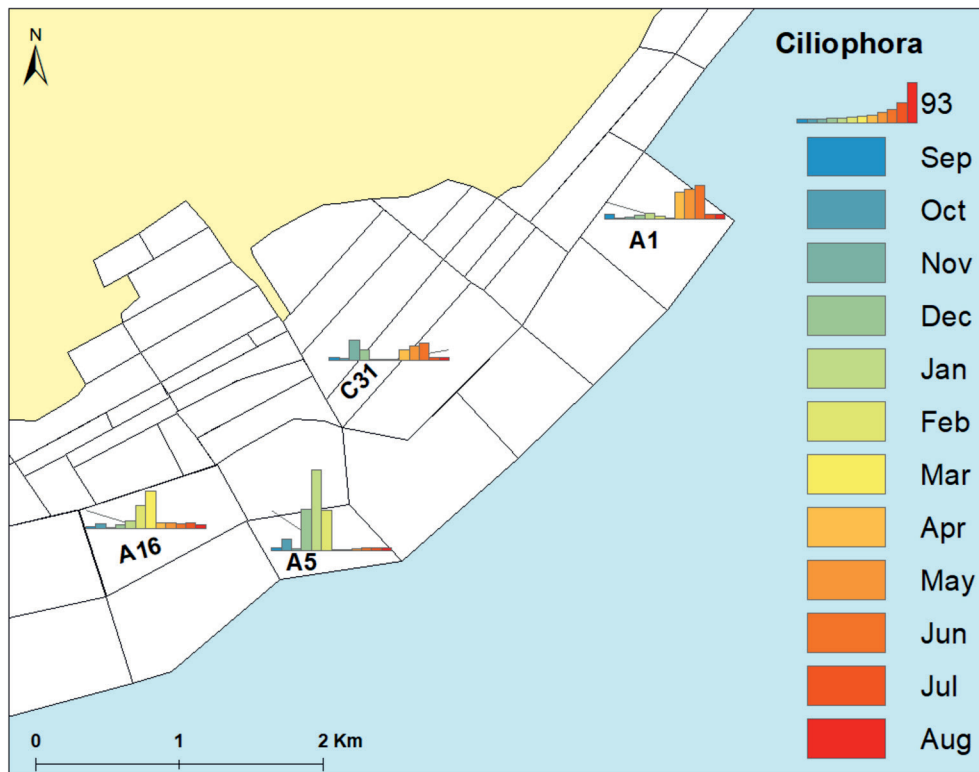 N
Ciliophora
93
Sep
Oct
Nov
Dec
Jan
Feb
Mar
Apr
May
Jun
Jul
Aug
A1
C31
A16
A5
0 1 2 Km